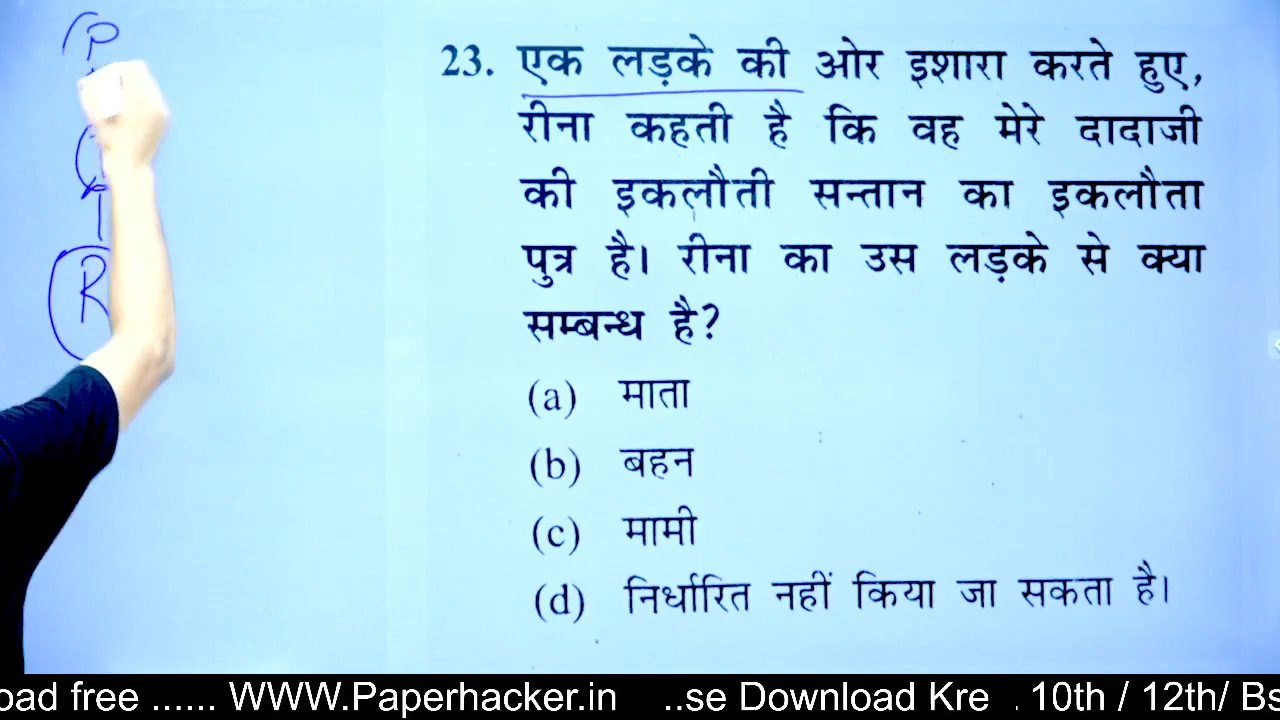 P
R
23. एक लड़के की ओर इशारा करते हुए,
रीना कहती है कि वह मेरे दादाजी
की इकलौती सन्तान का इकलौता
पुत्र है। रीना का उस लड़के से क्या
सम्बन्ध है?
(a) माता
(b) बहन
(c) मामी
(d) निर्धारित नहीं किया जा सकता है।
oad free ...... WWW.Paperhacker.in ..se Download Kre . 10th / 12th/ Bs